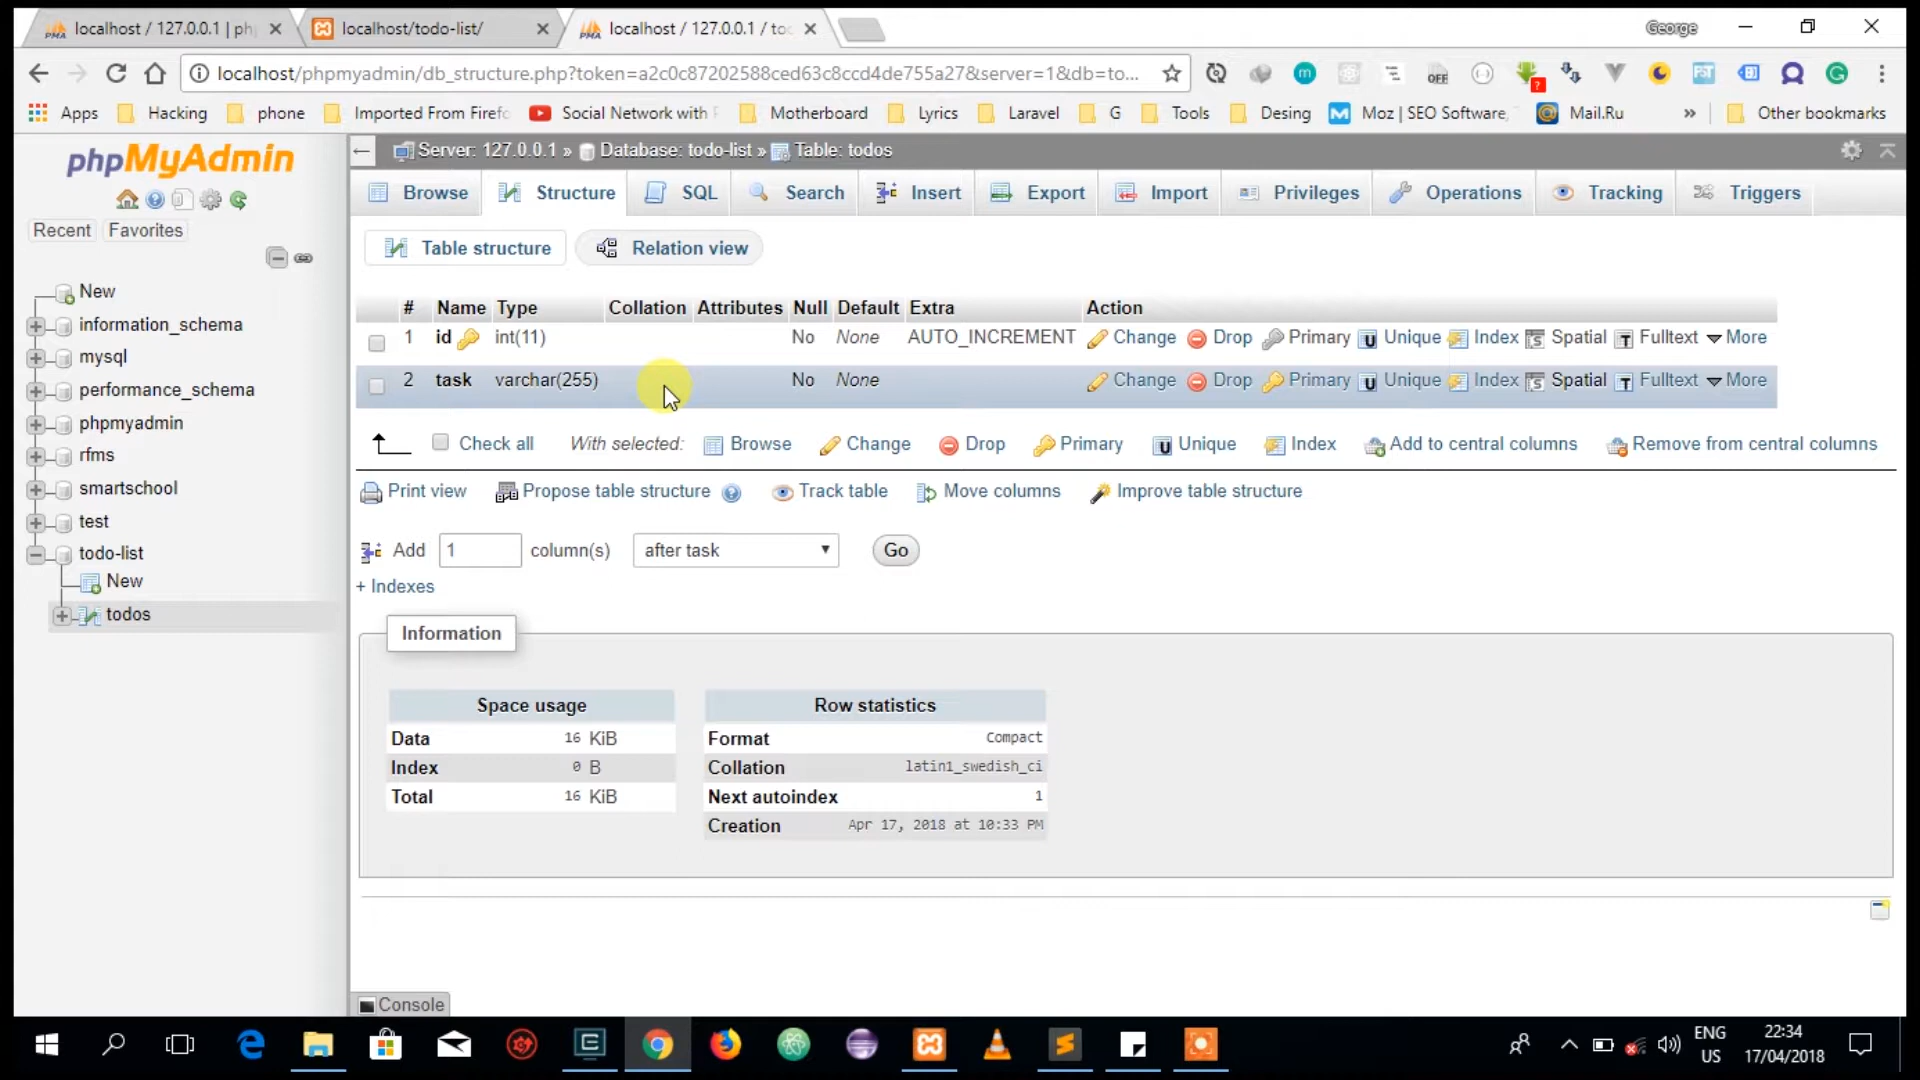 localhost / 127.0.0.1 | ph
localhost/todo-list/
localhost / 127.0.0.1 / to
George
localhost/phpmyadmin/db_structure.php?token=a2c0c87202588ced63c8ccd4de755a27&server=1&db=to...
OFF
Apps Hacking phone Imported From Firef Social Network with Motherboard Lyrics Laravel G Tools Desing Moz | SEO Software, Mail.Ru » Other bookmarks
phpMyAdmin
Recent Favorites
New
information_schema
mysql
performance_schema
phpmyadmin
rfms
smartschool
test
todo-list
New
todos
Server: 127.0.0.1 » Database: todo-list » Table: todos
Browse Structure SQL Search Insert Export Import Privileges Operations Tracking Triggers
Table structure Relation view
# Name Type Collation Attributes Null Default Extra Action
1 id int(11) No None AUTO_INCREMENT Change Drop Primary Unique Index Spatial Fulltext More
2 task varchar(255) No None Change Drop Primary Unique Index Spatial Fulltext More
Check all With selected: Browse Change Drop Primary Unique Index Add to central columns Remove from central columns
Print view Propose table structure Track table Move columns Improve table structure
Add 1 column(s) after task Go
+ Indexes
Information
Space usage
Data 16 KiB
Index 0 B
Total 16 KiB
Row statistics
Format Compact
Collation latin1_swedish_ci
Next autoindex 1
Creation Apr 17, 2018 at 10:33 PM
Console
ENG
US
22:34
17/04/2018